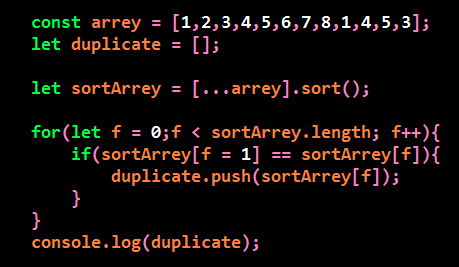 const arrey = [1,2,3,4,5,6,7,8,1,4,5,3];
let duplicate = [];
let sortArrey = [...arrey].sort();
for(let f = 0;f < sortArrey.length; f++){
if(sortArrey[f = 1] == sortArrey[f]){
duplicate.push(sortArrey[f]);
}
}
console.log(duplicate);